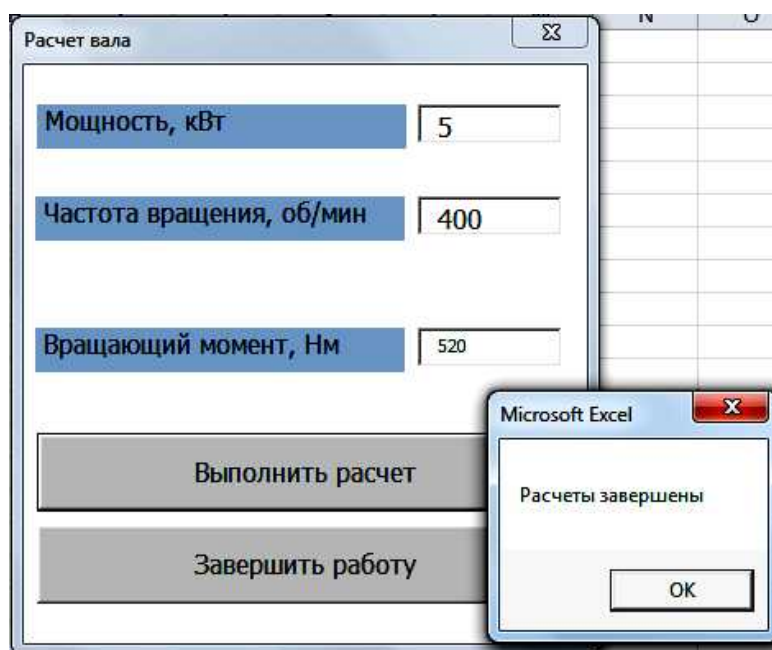 N O
Расчет вала
Мощность, кВт 5
Частота вращения, об/мин 400
Вращающий момент, Нм 520
Microsoft Excel
Выполнить расчет
Расчеты завершены
Завершить работу
OK